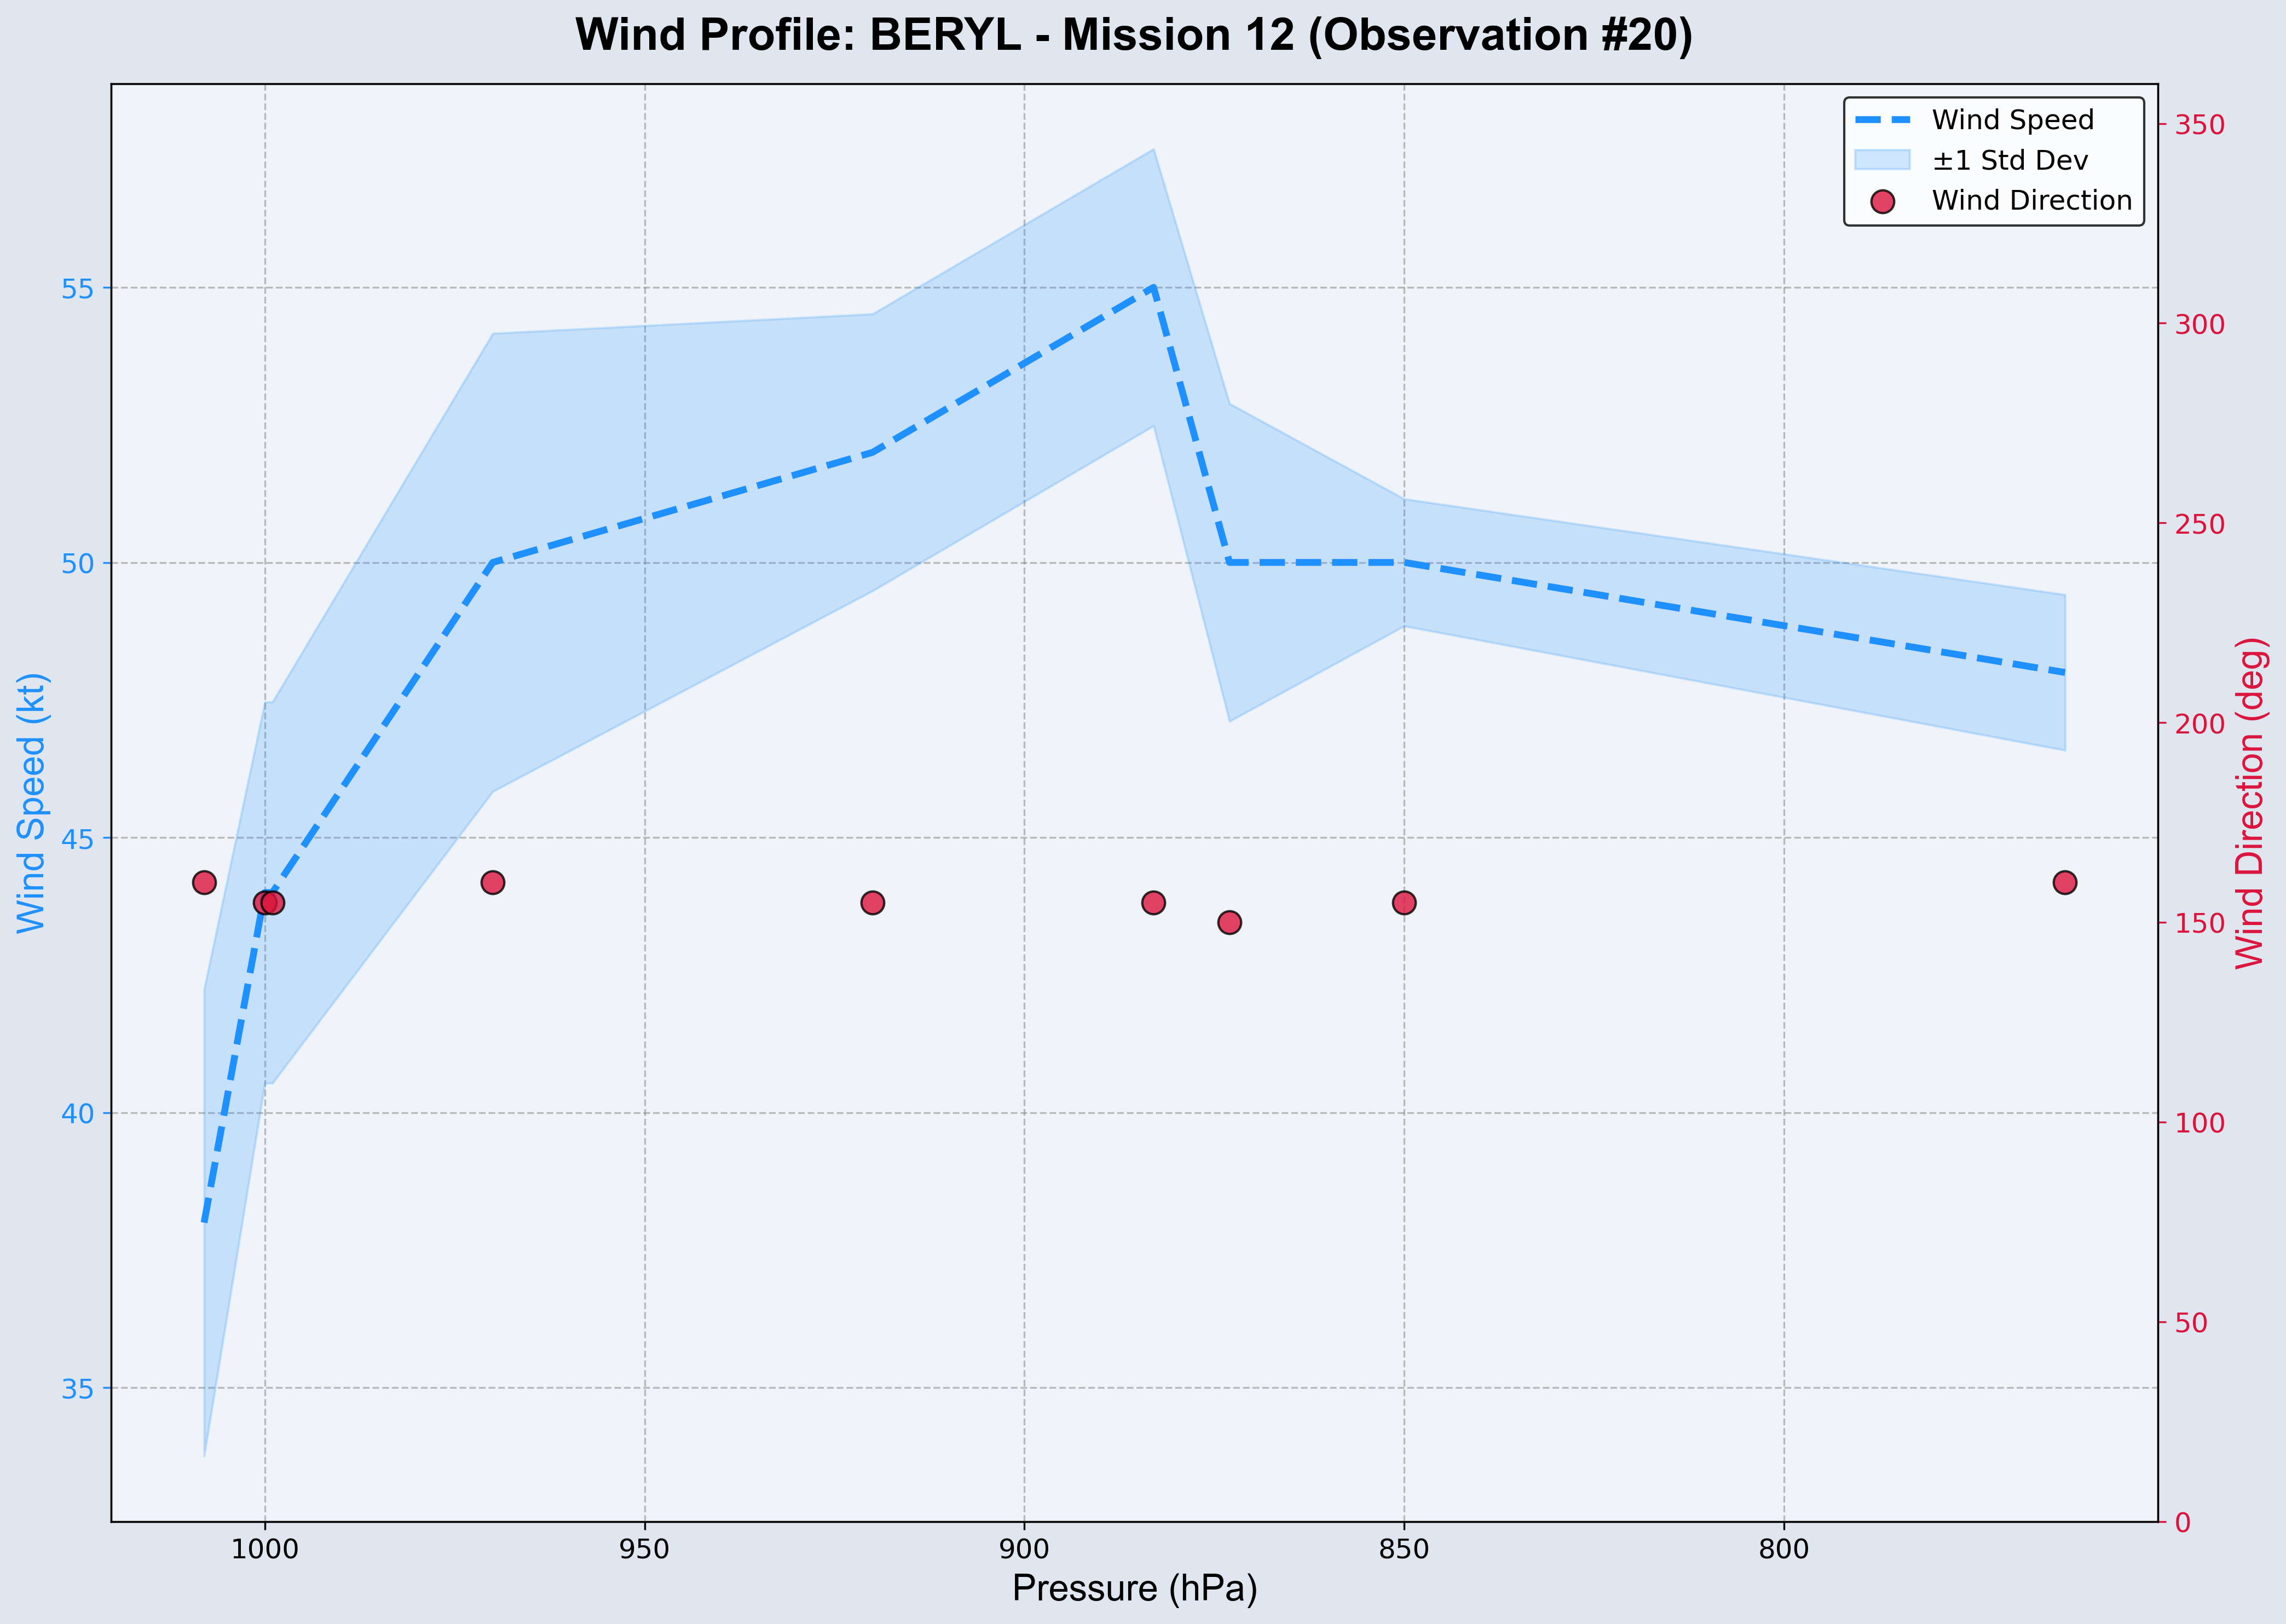 Wind Profile: BERYL - Mission 12 (Observation #20)
Wind Speed
±1 Std Dev
Wind Direction
55
50
45
40
35
Wind Speed (kt)
350
300
250
200
150
100
50
0
Wind Direction (deg)
1000
950
900
850
800
Pressure (hPa)